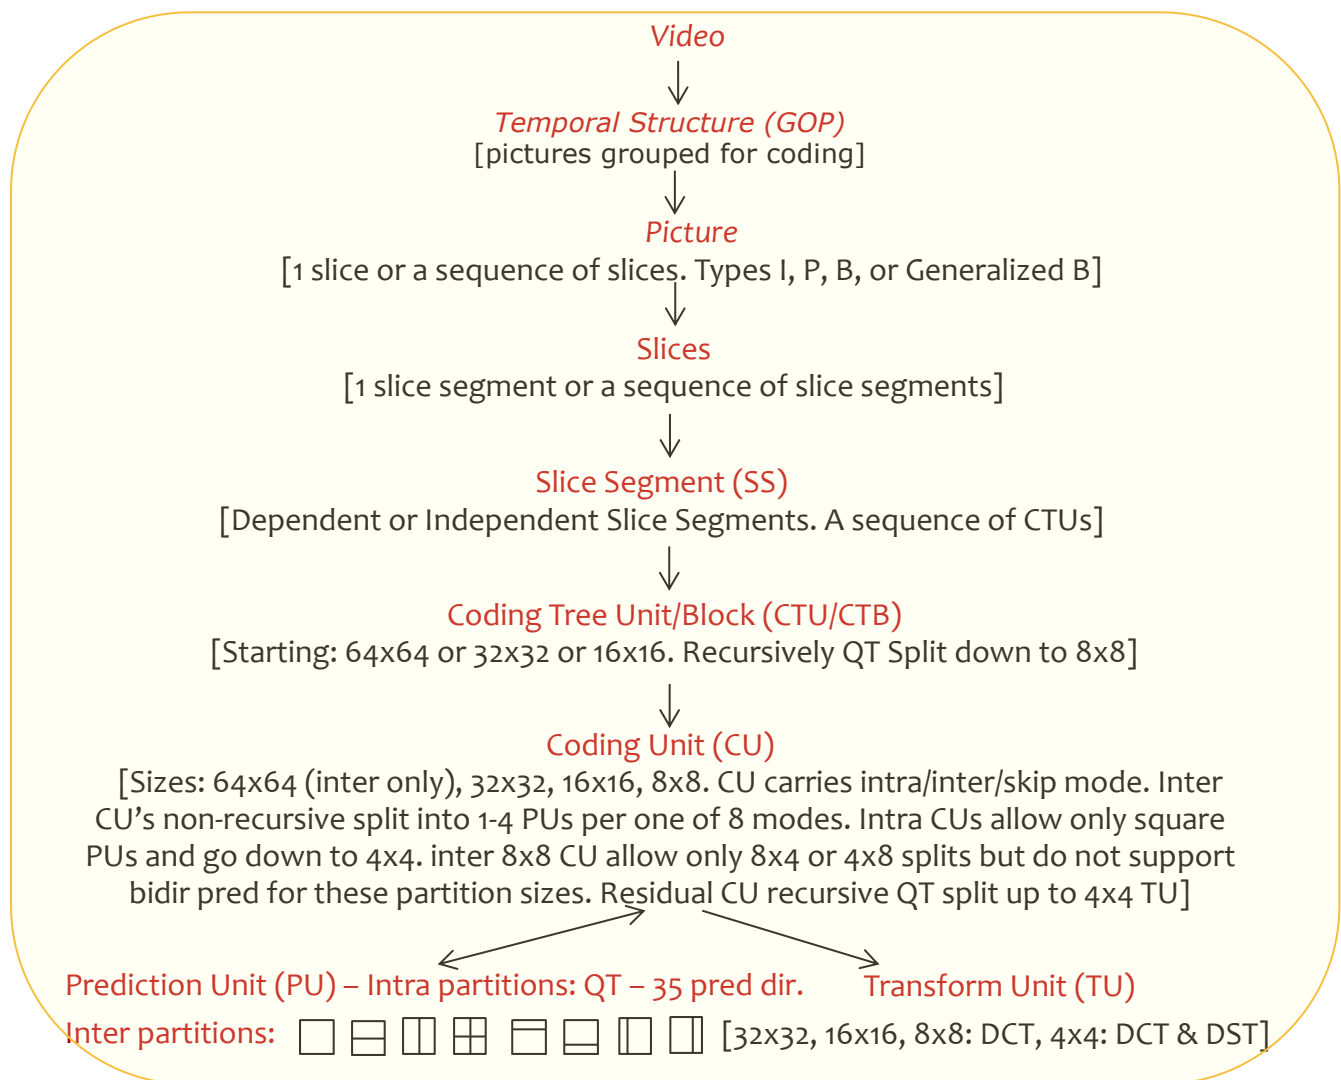 Video
Temporal Structure (GOP)
[pictures grouped for coding]
Picture
[1 slice or a sequence of slices. Types I, P, B, or Generalized B]
Slices
[1 slice segment or a sequence of slice segments]
Slice Segment (SS)
[Dependent or Independent Slice Segments. A sequence of CTUs]
Coding Tree Unit/Block (CTU/CTB)
[Starting: 64x64 or 32x32 or 16x16. Recursively QT Split down to 8x8]
Coding Unit (CU)
[Sizes: 64x64 (inter only), 32x32, 16x16, 8x8. CU carries intra/inter/skip mode. Inter
CU’s non-recursive split into 1-4 PUs per one of 8 modes. Intra CUs allow only square
PUs and go down to 4x4. inter 8x8 CU allow only 8x4 or 4x8 splits but do not support
bidir pred for these partition sizes. Residual CU recursive QT split up to 4x4 TU]
Prediction Unit (PU) – Intra partitions: QT – 35 pred dir. Transform Unit (TU)
Inter partitions: [32x32, 16x16, 8x8: DCT, 4x4: DCT & DST]